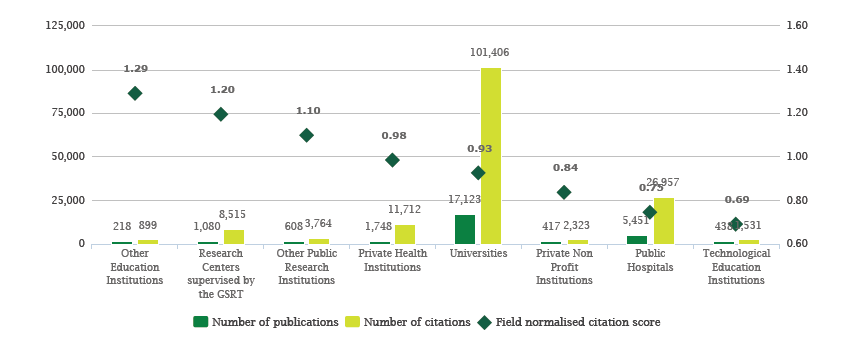 125,000
100,000
75,000
50,000
25,000
0
1.60
1.40
1.20
1.00
0.80
0.60
1.29
1.20
1.10
0.98
0.93
0.84
0.75
0.69
218 899
1,080 8,515
608 3,764
1,748 11,712
17,123 101,406
417 2,323
5,451 26,957
Other
Education
Institutions
Research
Centers
supervised by
the GSRT
Other Public
Research
Institutions
Private Health
Institutions
Universities
Private Non
Profit
Institutions
Public
Hospitals
Technological
Education
Institutions
Number of publications Number of citations Field normalised citation score